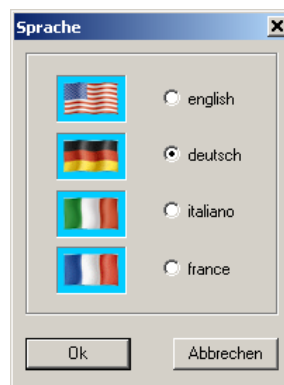 Sprache
english
deutsch
italiano
france
Ok Abbrechen